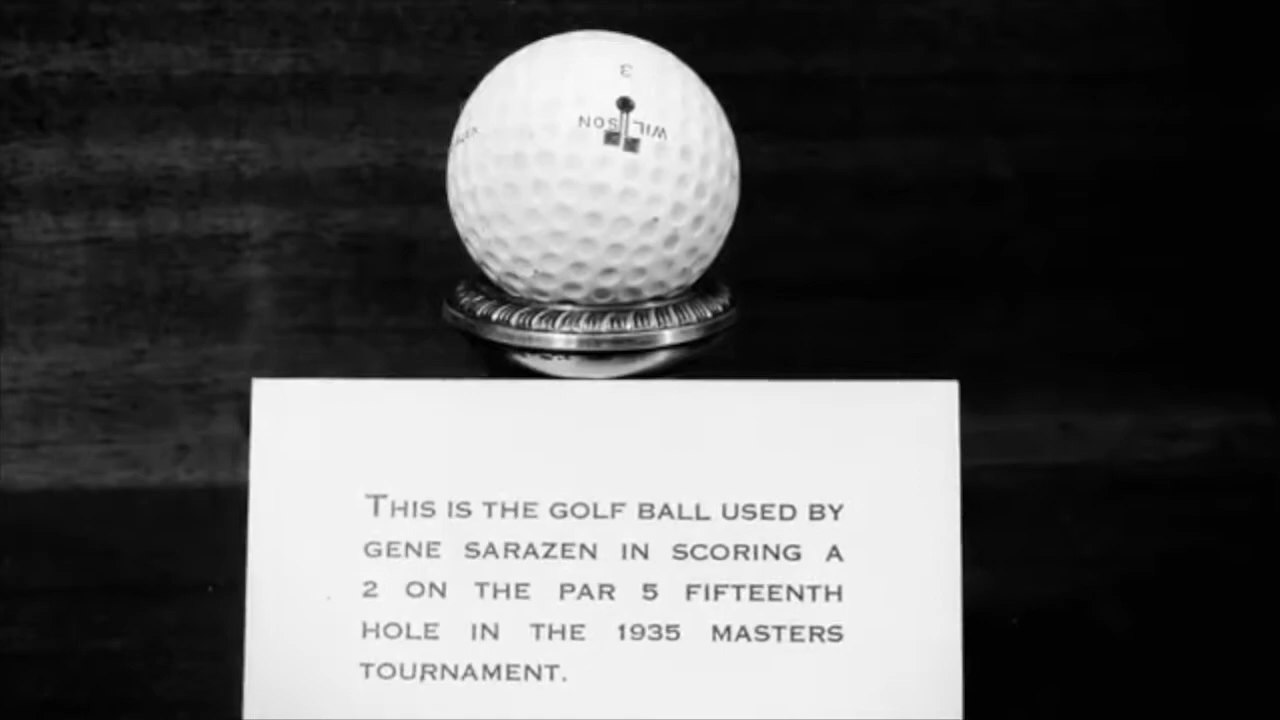 3
WILSON
THIS IS THE GOLF BALL USED BY
GENE SARAZEN IN SCORING A
2 ON THE PAR 5 FIFTEENTH
HOLE IN THE 1935 MASTERS
TOURNAMENT.